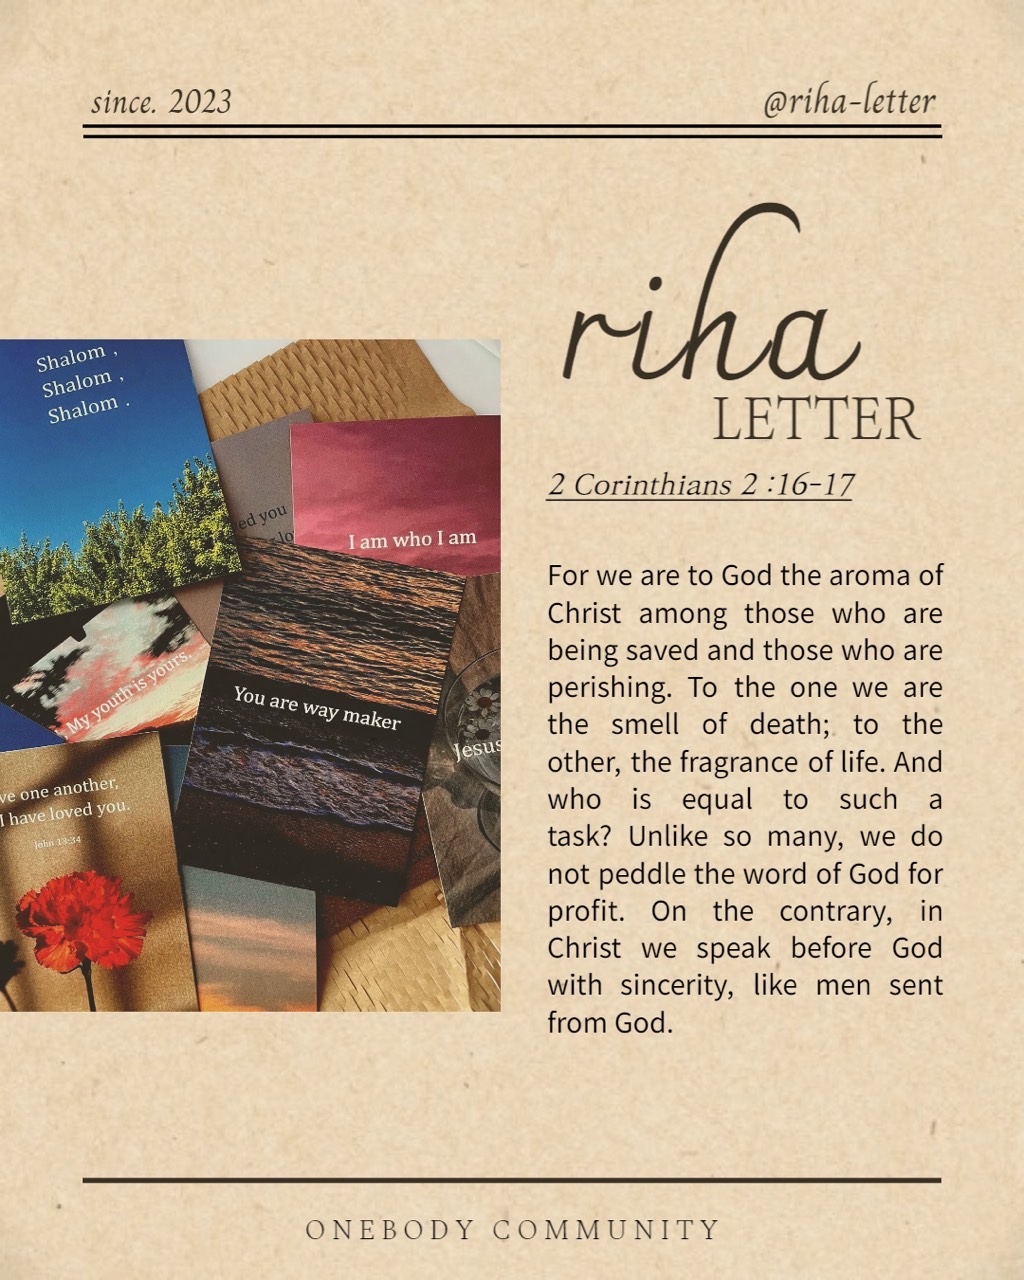 since. 2023
@riha-letter
riha
LETTER
2 Corinthians 2 :16-17
For we are to God the aroma of
Christ among those who are
being saved and those who are
perishing. To the one we are
the smell of death; to the
other, the fragrance of life. And
who is equal to such a
task? Unlike so many, we do
not peddle the word of God for
profit. On the contrary, in
Christ we speak before God
with sincerity, like men sent
from God.
Shalom ,
Shalom ,
Shalom .
ed you
I am who I am
My youth is yours.
You are way maker
Jesus
ve one another,
I have loved you.
John 13:34
ONEBODY COMMUNITY